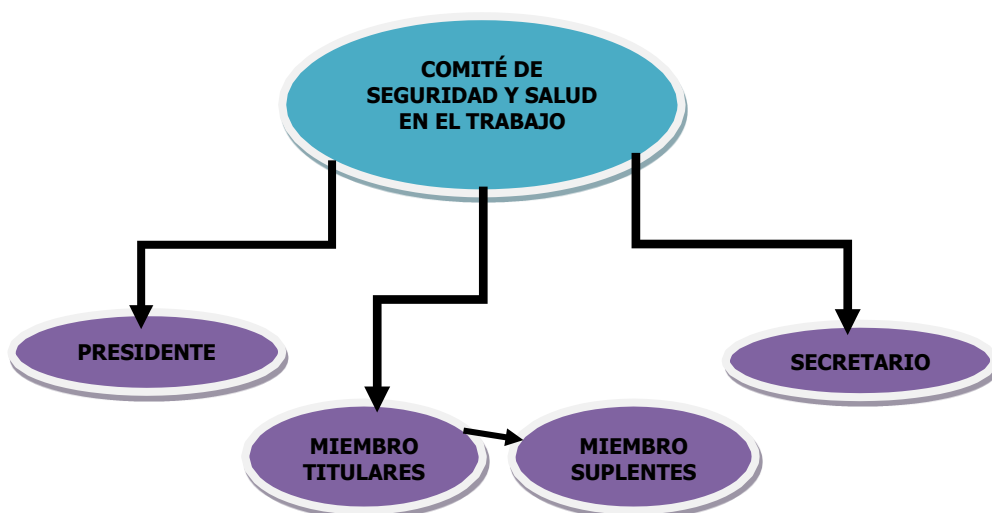 COMITÉ DE
SEGURIDAD Y SALUD
EN EL TRABAJO
PRESIDENTE
SECRETARIO
MIEMBRO
TITULARES
MIEMBRO
SUPLENTES